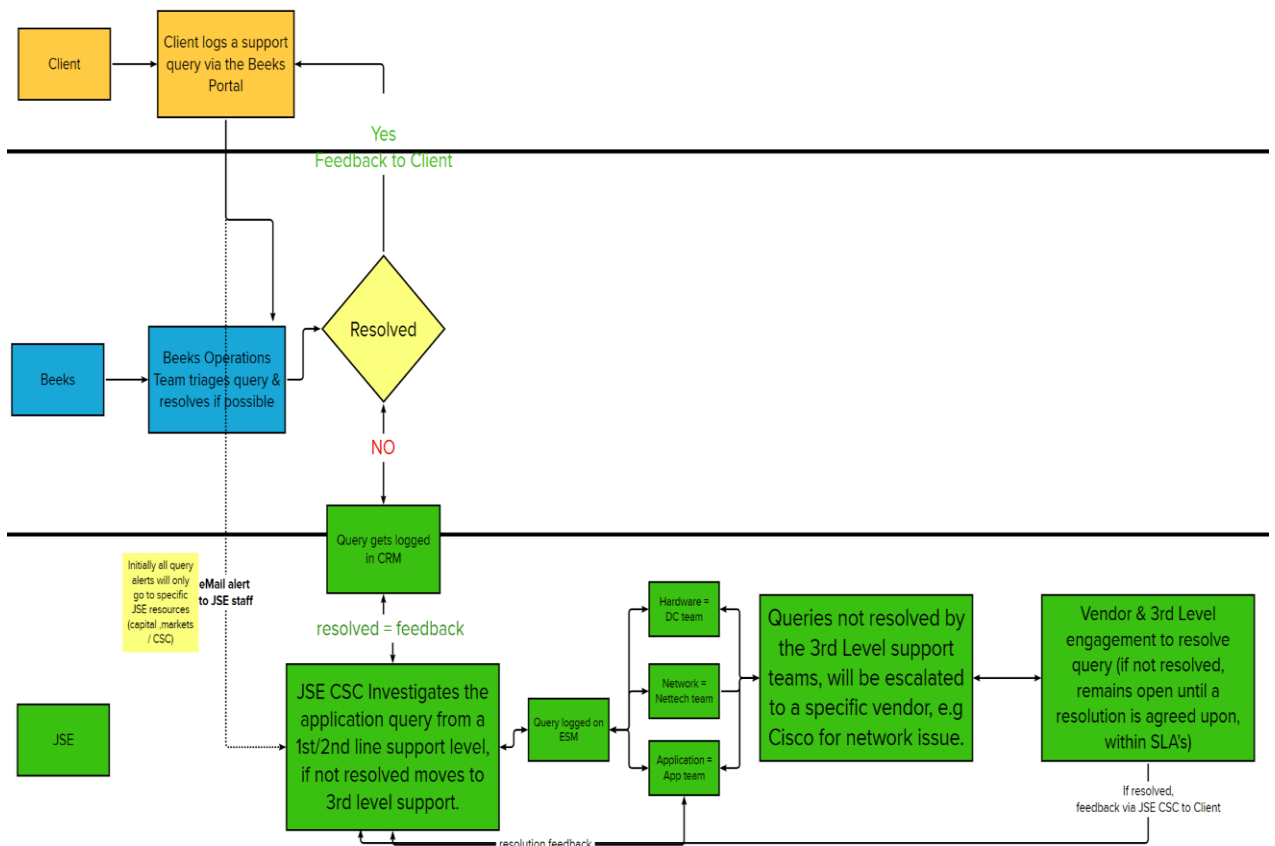 Client
Client logs a support
query via the Beeks
Portal
Yes
Feedback to Client
Beeks
Beeks Operations
Team triages query &
resolves if possible
Resolved
NO
Query gets logged
in CRM
Initially all query
alerts will only
go to specific
JSE resources
(capital ,markets
/ CSC)
eMail alert
to JSE staff
resolved = feedback
JSE
JSE CSC Investigates the
application query from a
1st/2nd line support level,
if not resolved moves to
3rd level support.
Query logged on
ESM
Hardware =
DC team
Network =
Nettech team
Application =
App team
Queries not resolved by
the 3rd Level support
teams, will be escalated
to a specific vendor, e.g
Cisco for network issue.
Vendor & 3rd Level
engagement to resolve
query (if not resolved,
remains open until a
resolution is agreed upon,
within SLA's)
If resolved,
feedback via JSE CSC to Client
resolution feedback